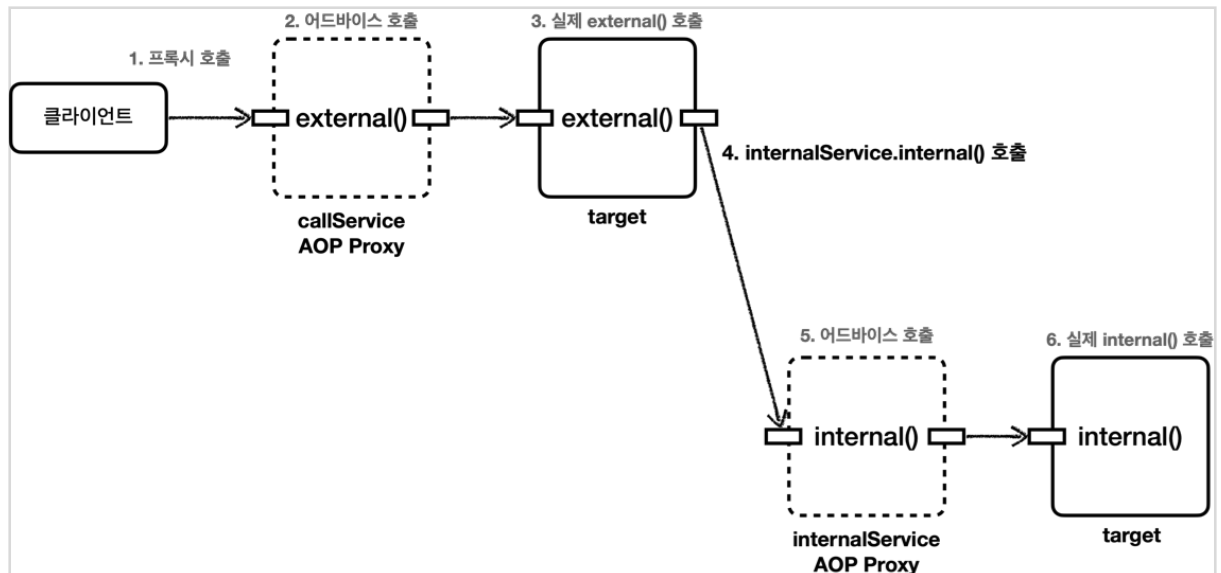 1. 프록시 호출
2. 어드바이스 호출
3. 실제 external() 호출
클라이언트
external()
external()
4. internalService.internal() 호출
callService
AOP Proxy
target
5. 어드바이스 호출
6. 실제 internal() 호출
internal()
internal()
internalService
AOP Proxy
target